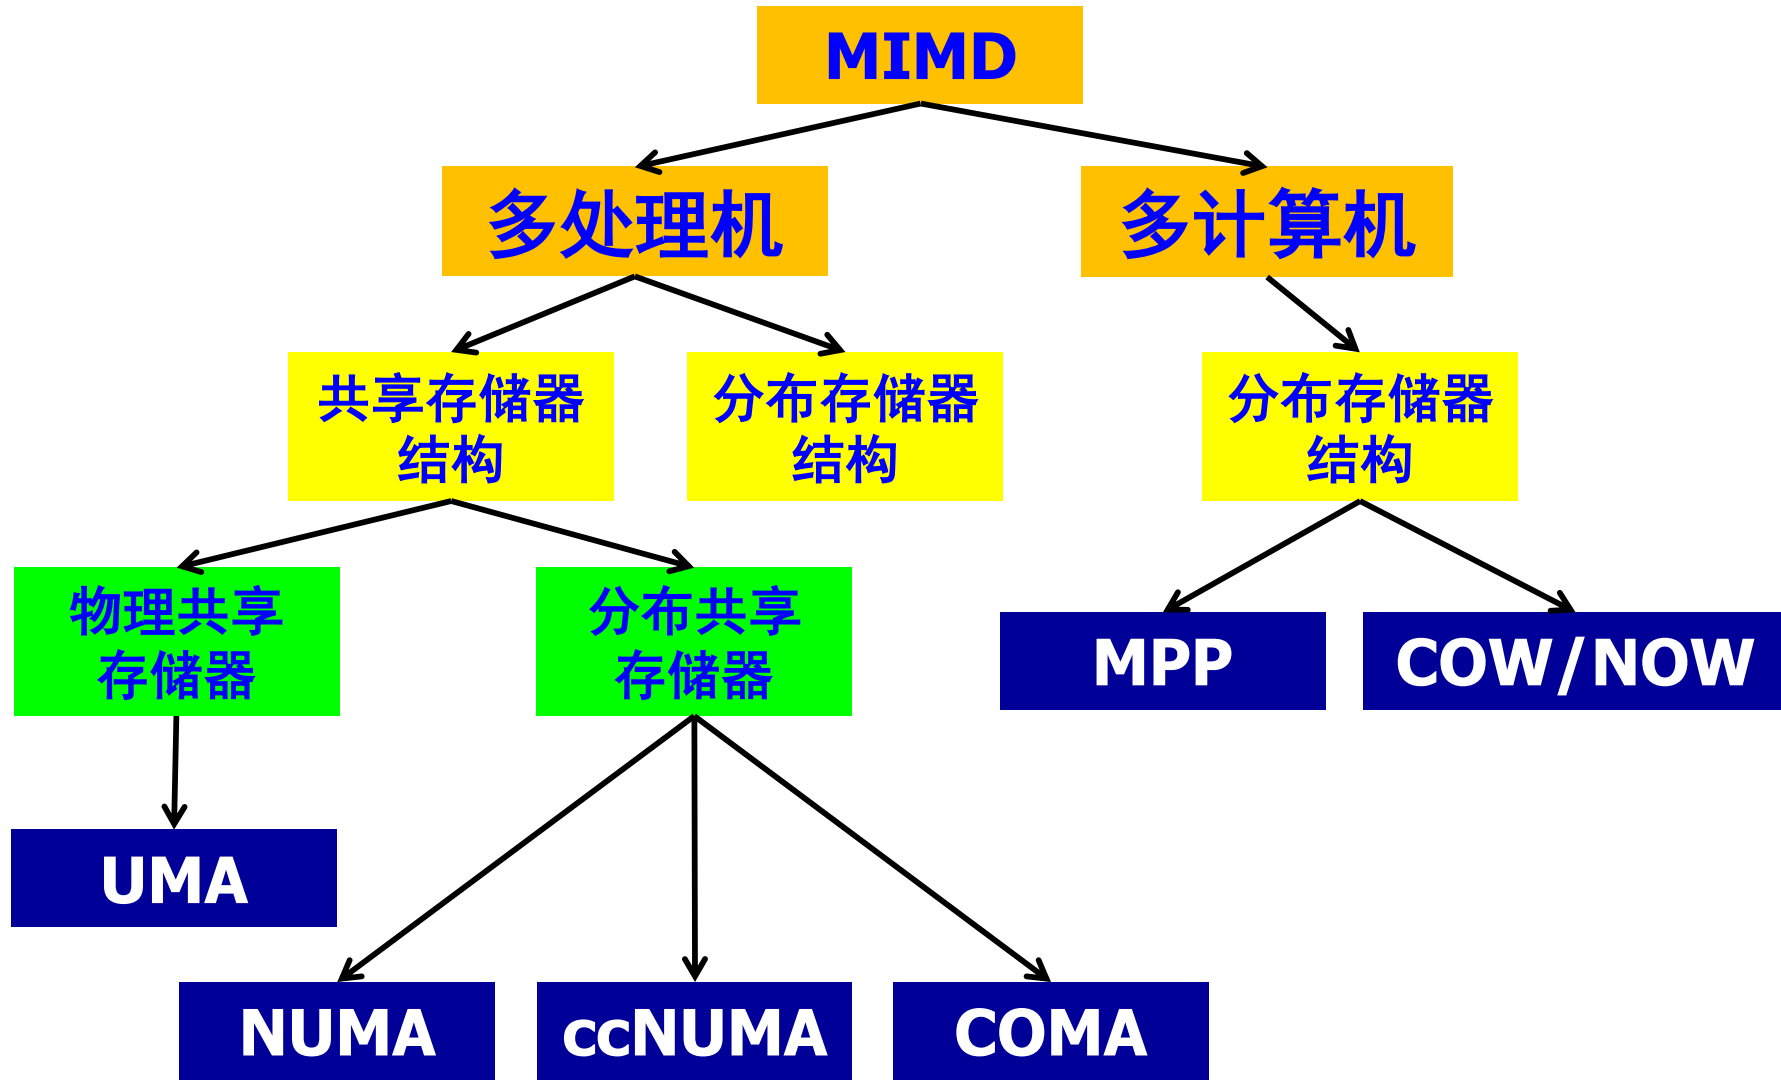 MIMD
多处理机
多计算机
共享存储器
结构
分布存储器
结构
分布存储器
结构
物理共享
存储器
分布共享
存储器
MPP
COW/NOW
UMA
NUMA
ccNUMA
COMA